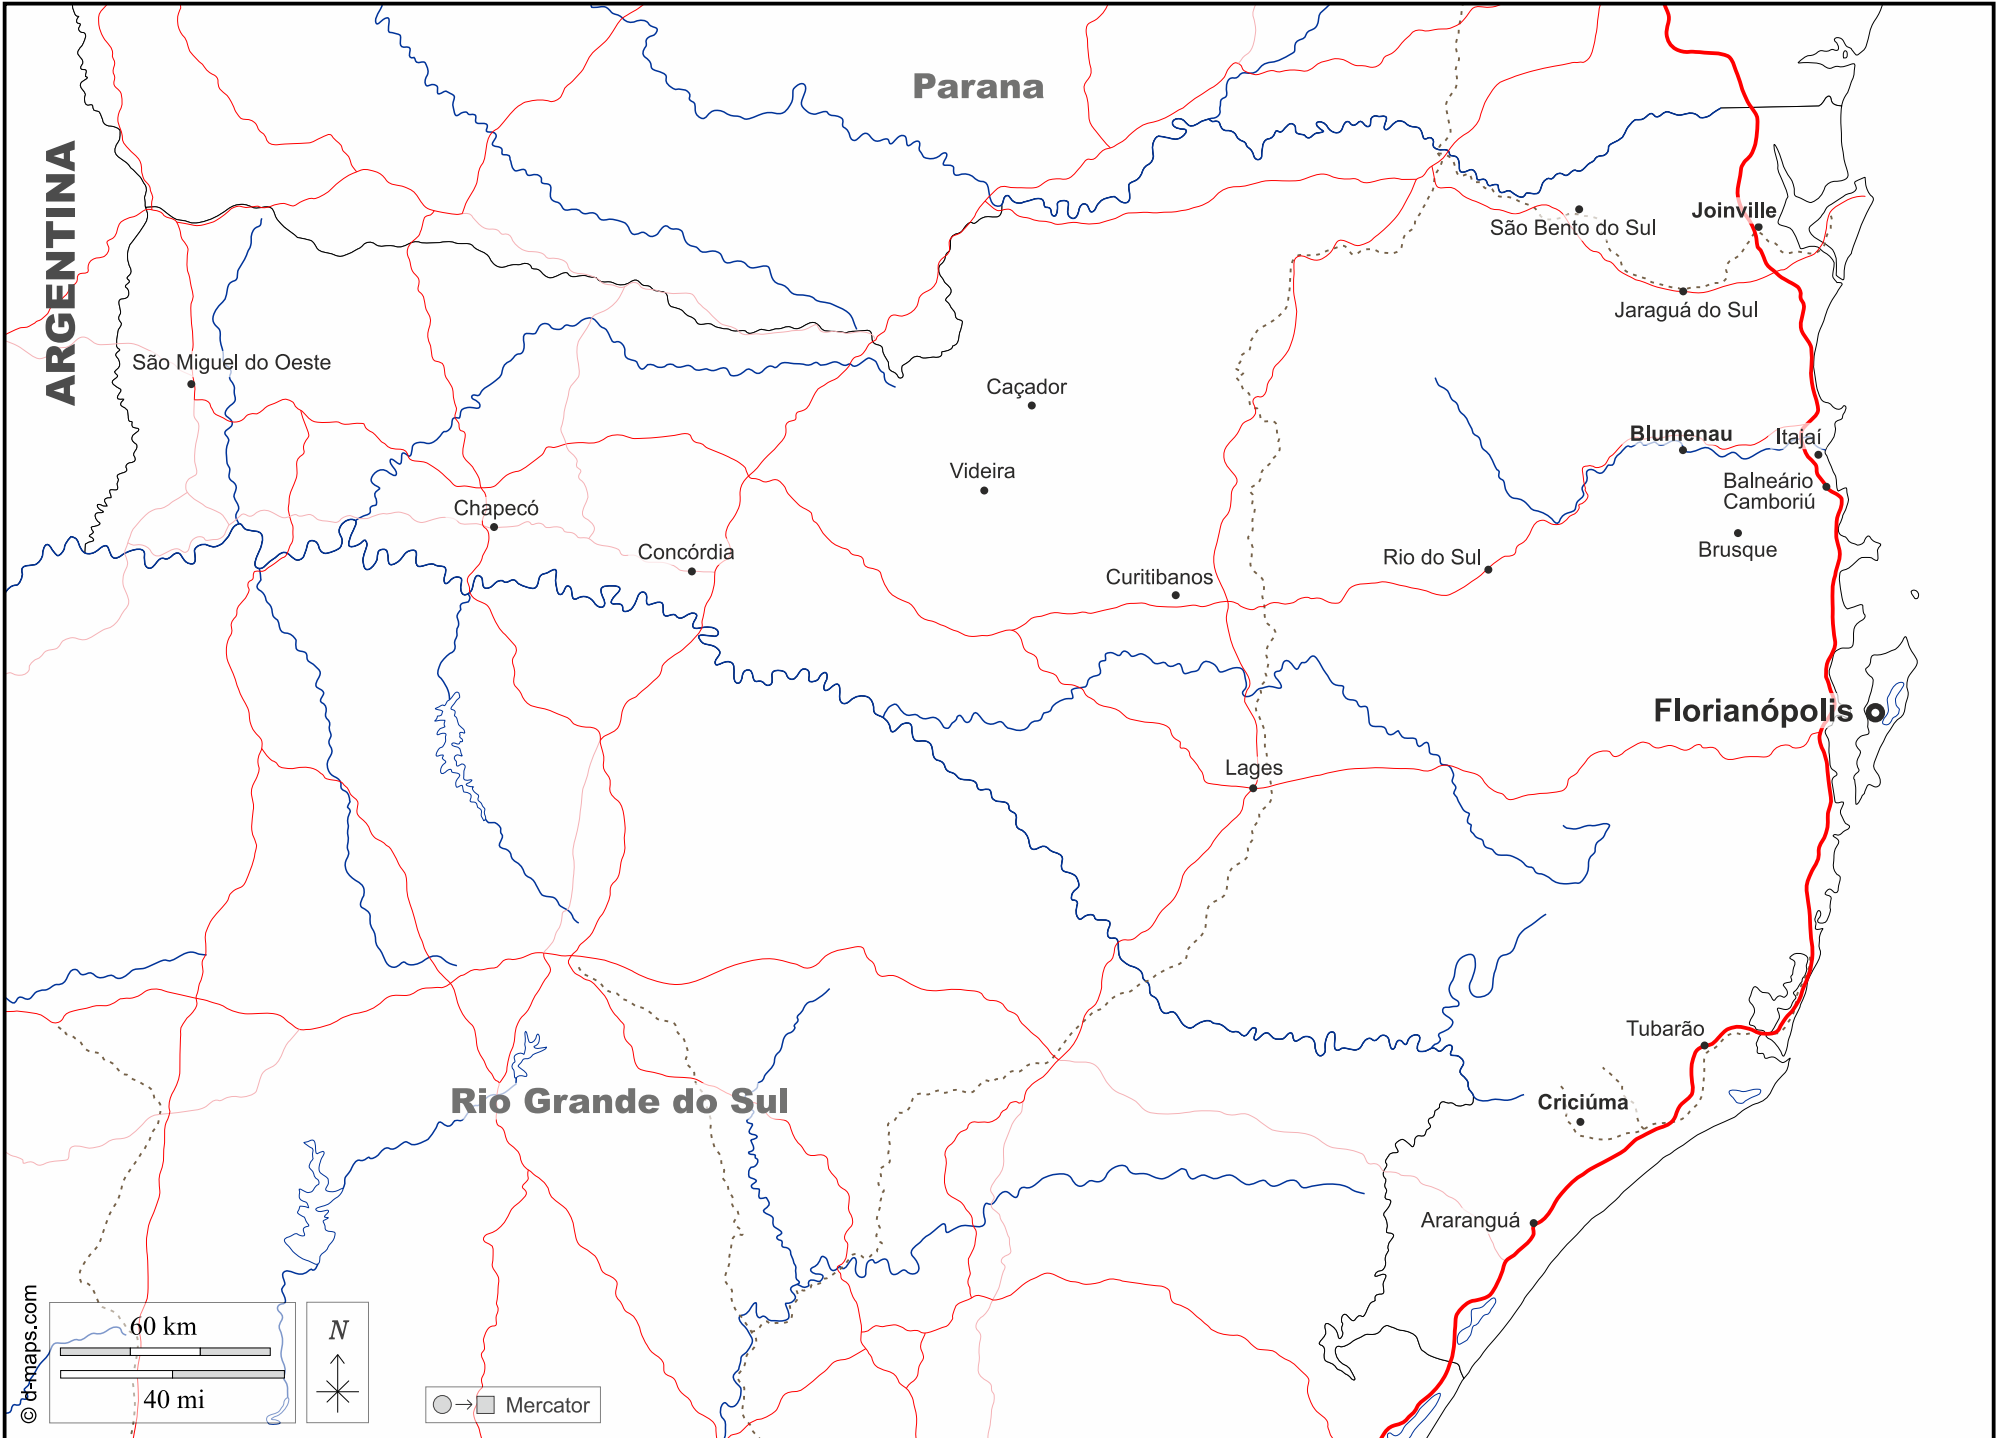 Parana
ARGENTINA
São Bento do Sul
Joinville
Jaraguá do Sul
São Miguel do Oeste
Caçador
Blumenau
Itajaí
Videira
Balneário
Camboriú
Chapecó
Brusque
Concórdia
Rio do Sul
Curitibanos
Florianópolis
Lages
Tubarão
Rio Grande do Sul
Criciúma
Araranguá
60 km
40 mi
N
Mercator
© d-maps.com